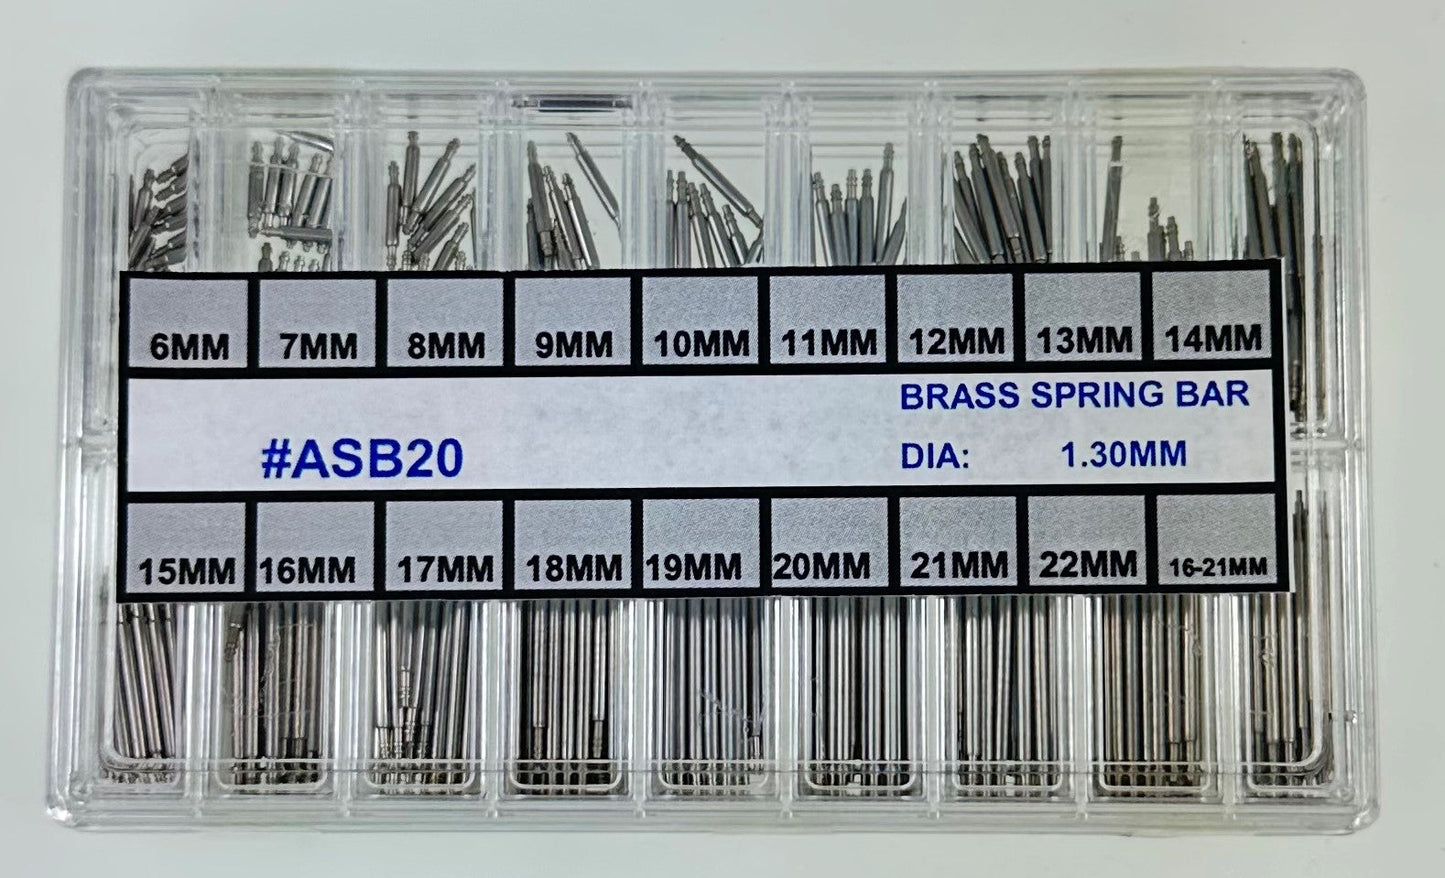 6MM 7MM 8MM 9MM 10MM 11MM 12MM 13MM 14MM
BRASS SPRING BAR
#ASB20
DIA: 1.30MM
15MM 16MM 17MM 18MM 19MM 20MM 21MM 22MM 16-21MM